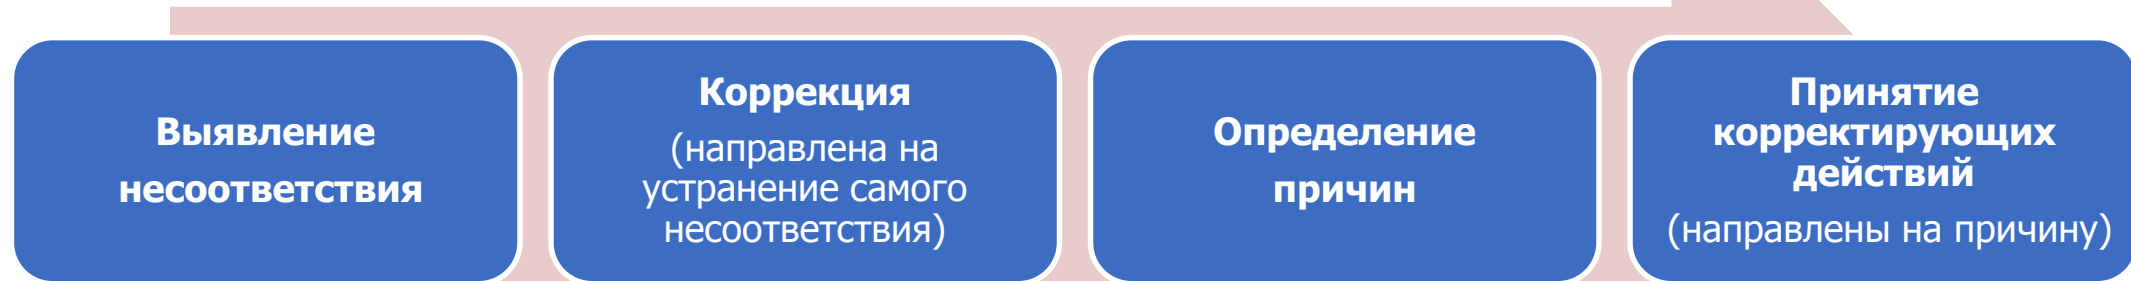 Выявление
несоответствия
Коррекция
(направлена на
устранение самого
несоответствия)
Определение
причин
Принятие
корректирующих
действий
(направлены на причину)